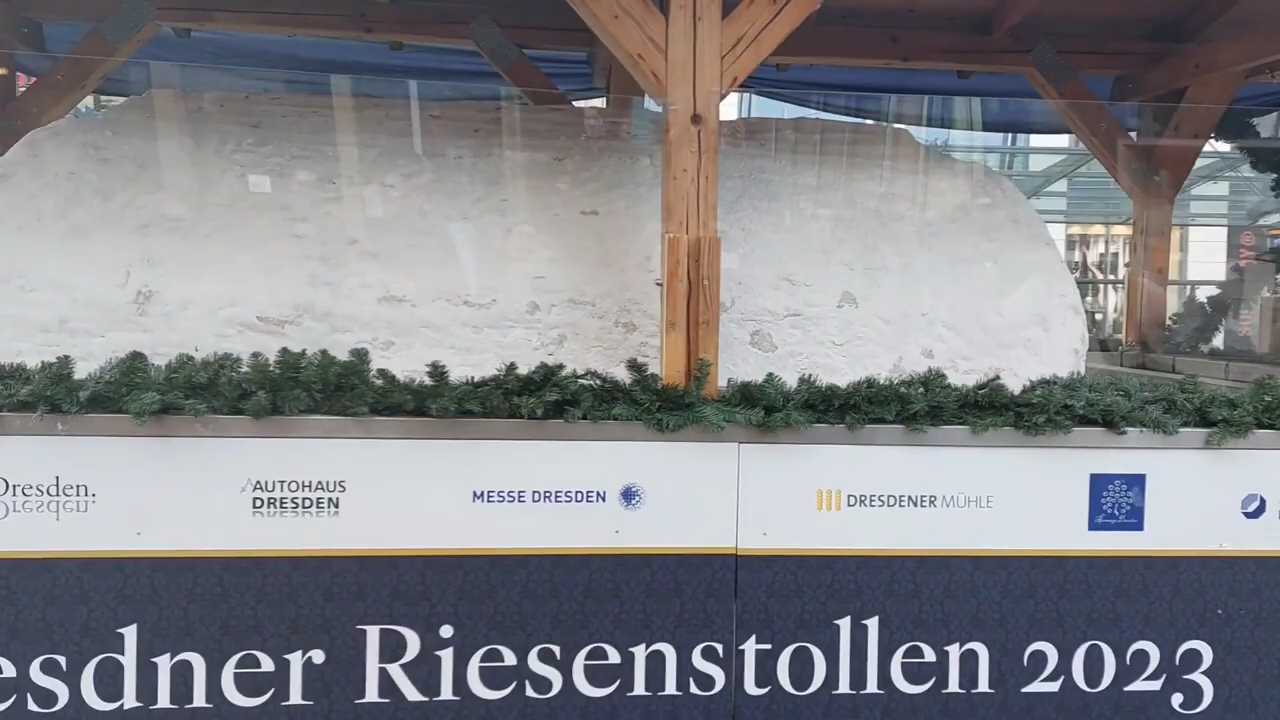 Dresden.
AUTOHAUS
DRESDEN
MESSE DRESDEN
DRESDENER MÜHLE
esdner Riesenstollen 2023